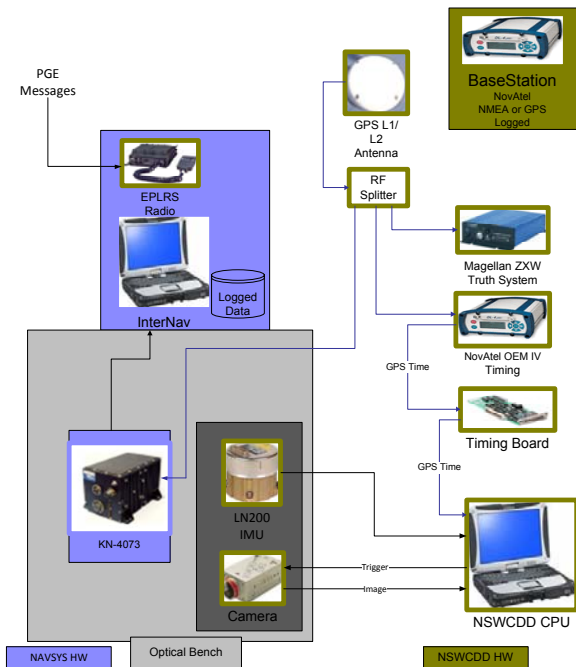 PGE
Messages
EPLRS
Radio
InterNav
Logged
Data
GPS L1/
L2
Antenna
RF
Splitter
BaseStation
NovAtel
NMEA or GPS
Logged
Magellan ZXW
Truth System
NovAtel OEM IV
Timing
GPS Time
Timing Board
GPS Time
KN-4073
LN200
IMU
Camera
Trigger
Image
NSWCDD CPU
NAVSYS HW
Optical Bench
NSWCDD HW